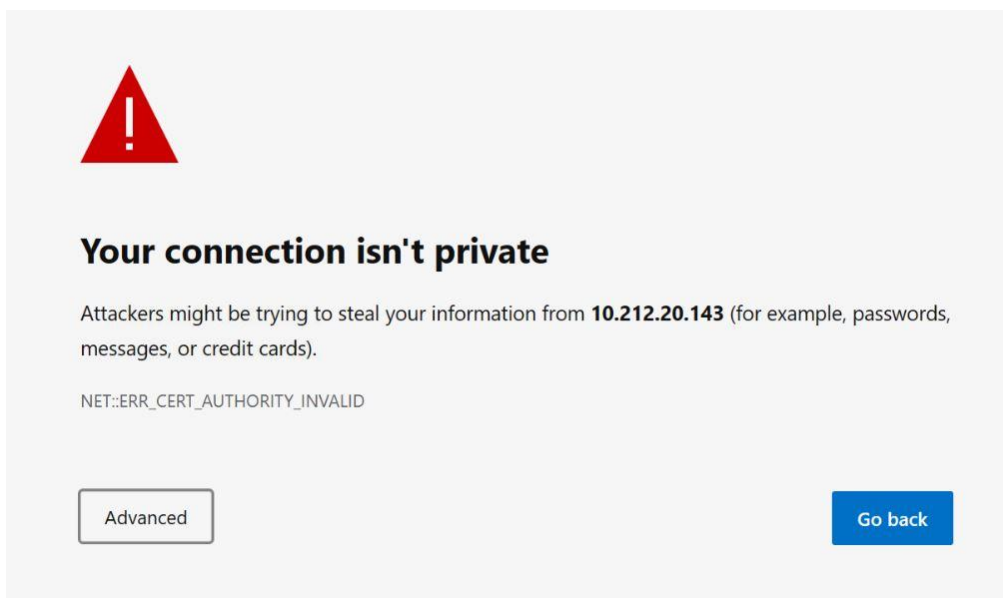 !
Your connection isn't private
Attackers might be trying to steal your information from 10.212.20.143 (for example, passwords,
messages, or credit cards).
NET::ERR_CERT_AUTHORITY_INVALID
Advanced
Go back